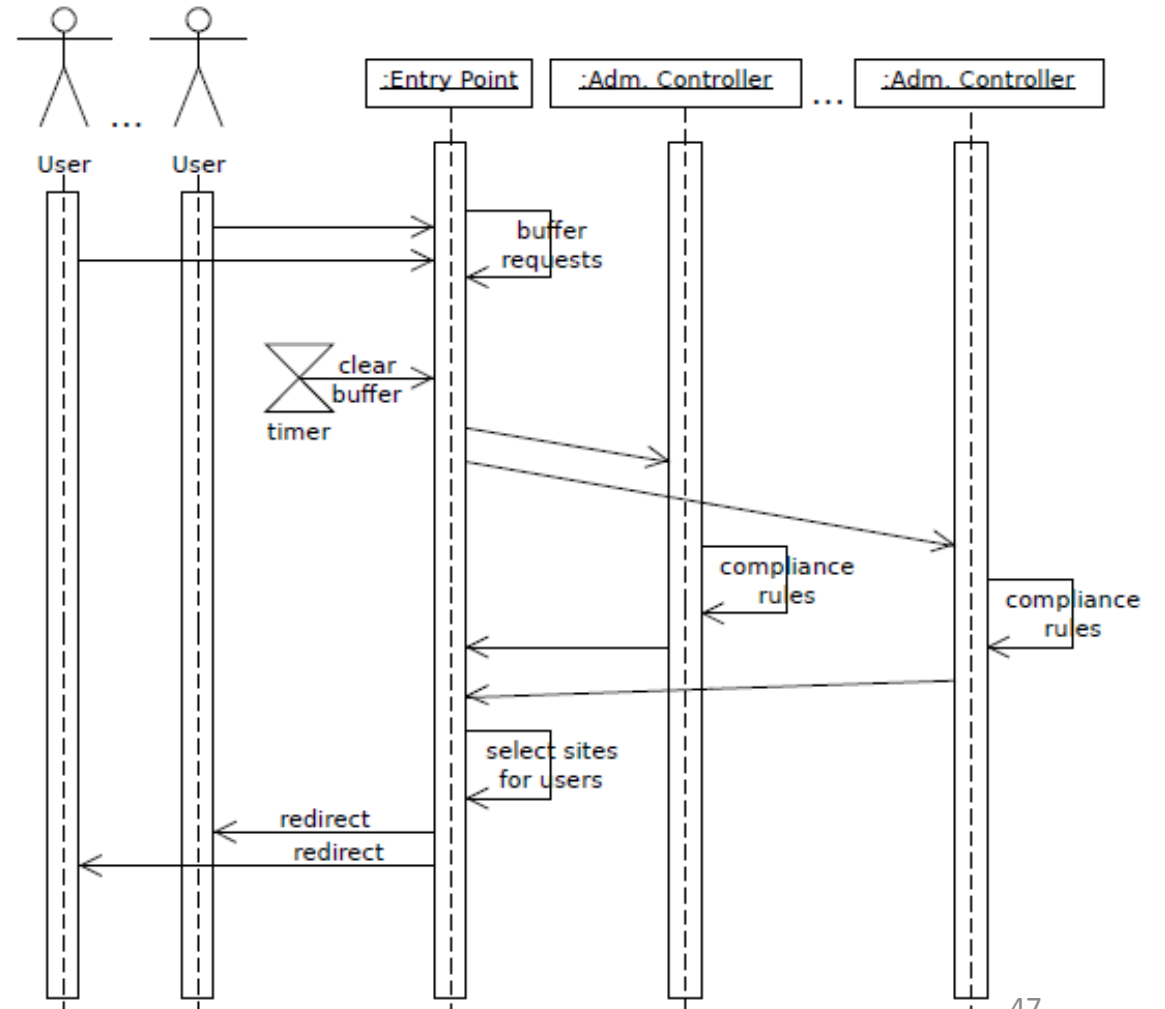 :Entry Point
:Adm. Controller
...
:Adm. Controller
...
User
User
buffer
requests
clear
buffer
timer
compliance
rules
compliance
rules
select sites
for users
redirect
redirect
47